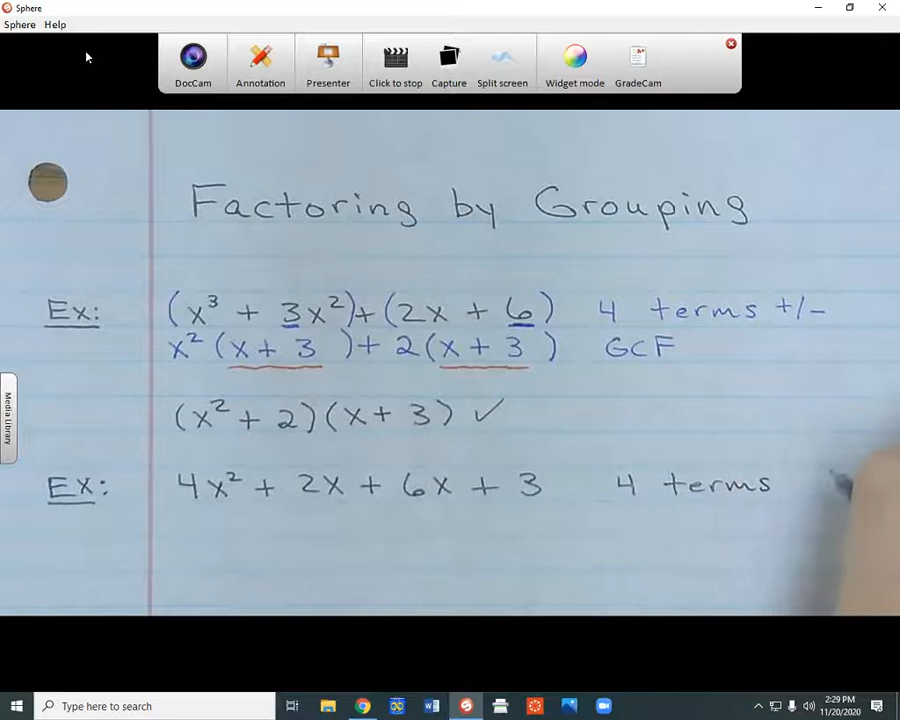 Sphere
Sphere Help
DocCam Annotation Presenter Click to stop Capture Split screen Widget mode GradeCam
Factoring by Grouping
Ex: (x³ + 3x²) + (2x + 6) 4 terms +/-
x² (x + 3 ) + 2 (x + 3 ) GCF
(x² + 2) (x + 3) ✓
Media Library
Ex: 4x² + 2x + 6x + 3 4 terms
Type here to search
2:29 PM
11/20/2020